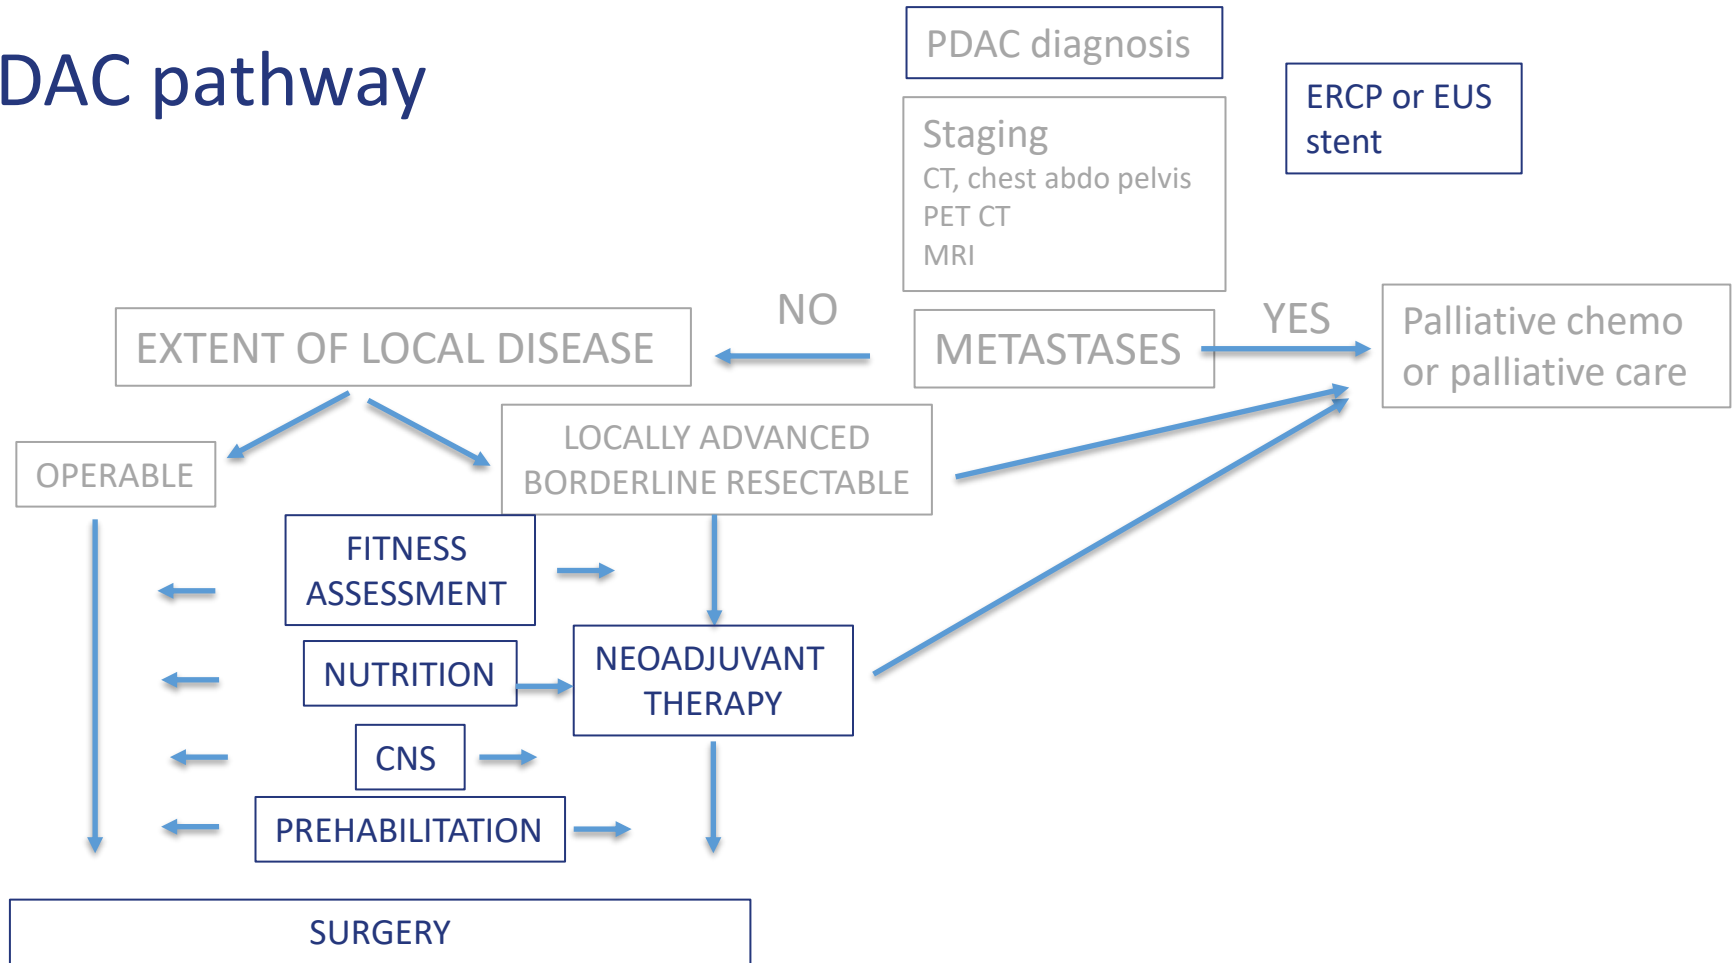 DAC pathway
PDAC diagnosis
ERCP or EUS
stent
Staging
CT, chest abdo pelvis
PET CT
MRI
EXTENT OF LOCAL DISEASE
NO
METASTASES
YES
Palliative chemo
or palliative care
OPERABLE
LOCALLY ADVANCED
BORDERLINE RESECTABLE
FITNESS
ASSESSMENT
NUTRITION
NEOADJUVANT
THERAPY
CNS
PREHABILITATION
SURGERY